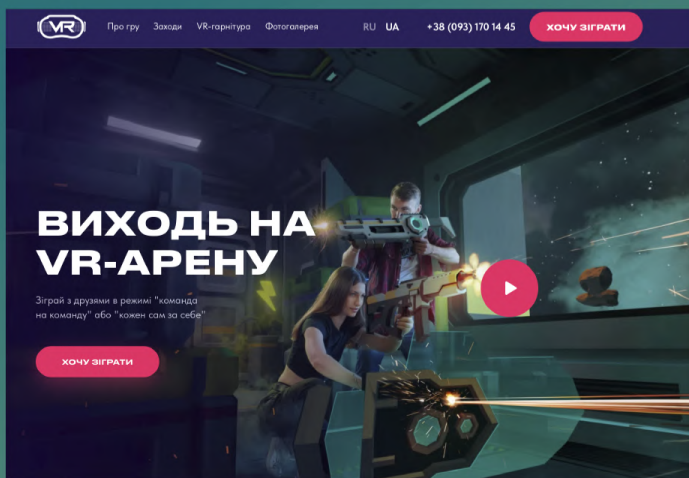 VR
Про гру Заходи VR-гарнітура Фотогалерея RU UA +38 (093) 170 14 45 ХОЧУ ЗІГРАТИ
ВИХОДЬ НА
VR-АРЕНУ
Зіграй з друзями в режимі "команда
на команду" або "кожен сам за себе"
ХОЧУ ЗІГРАТИ